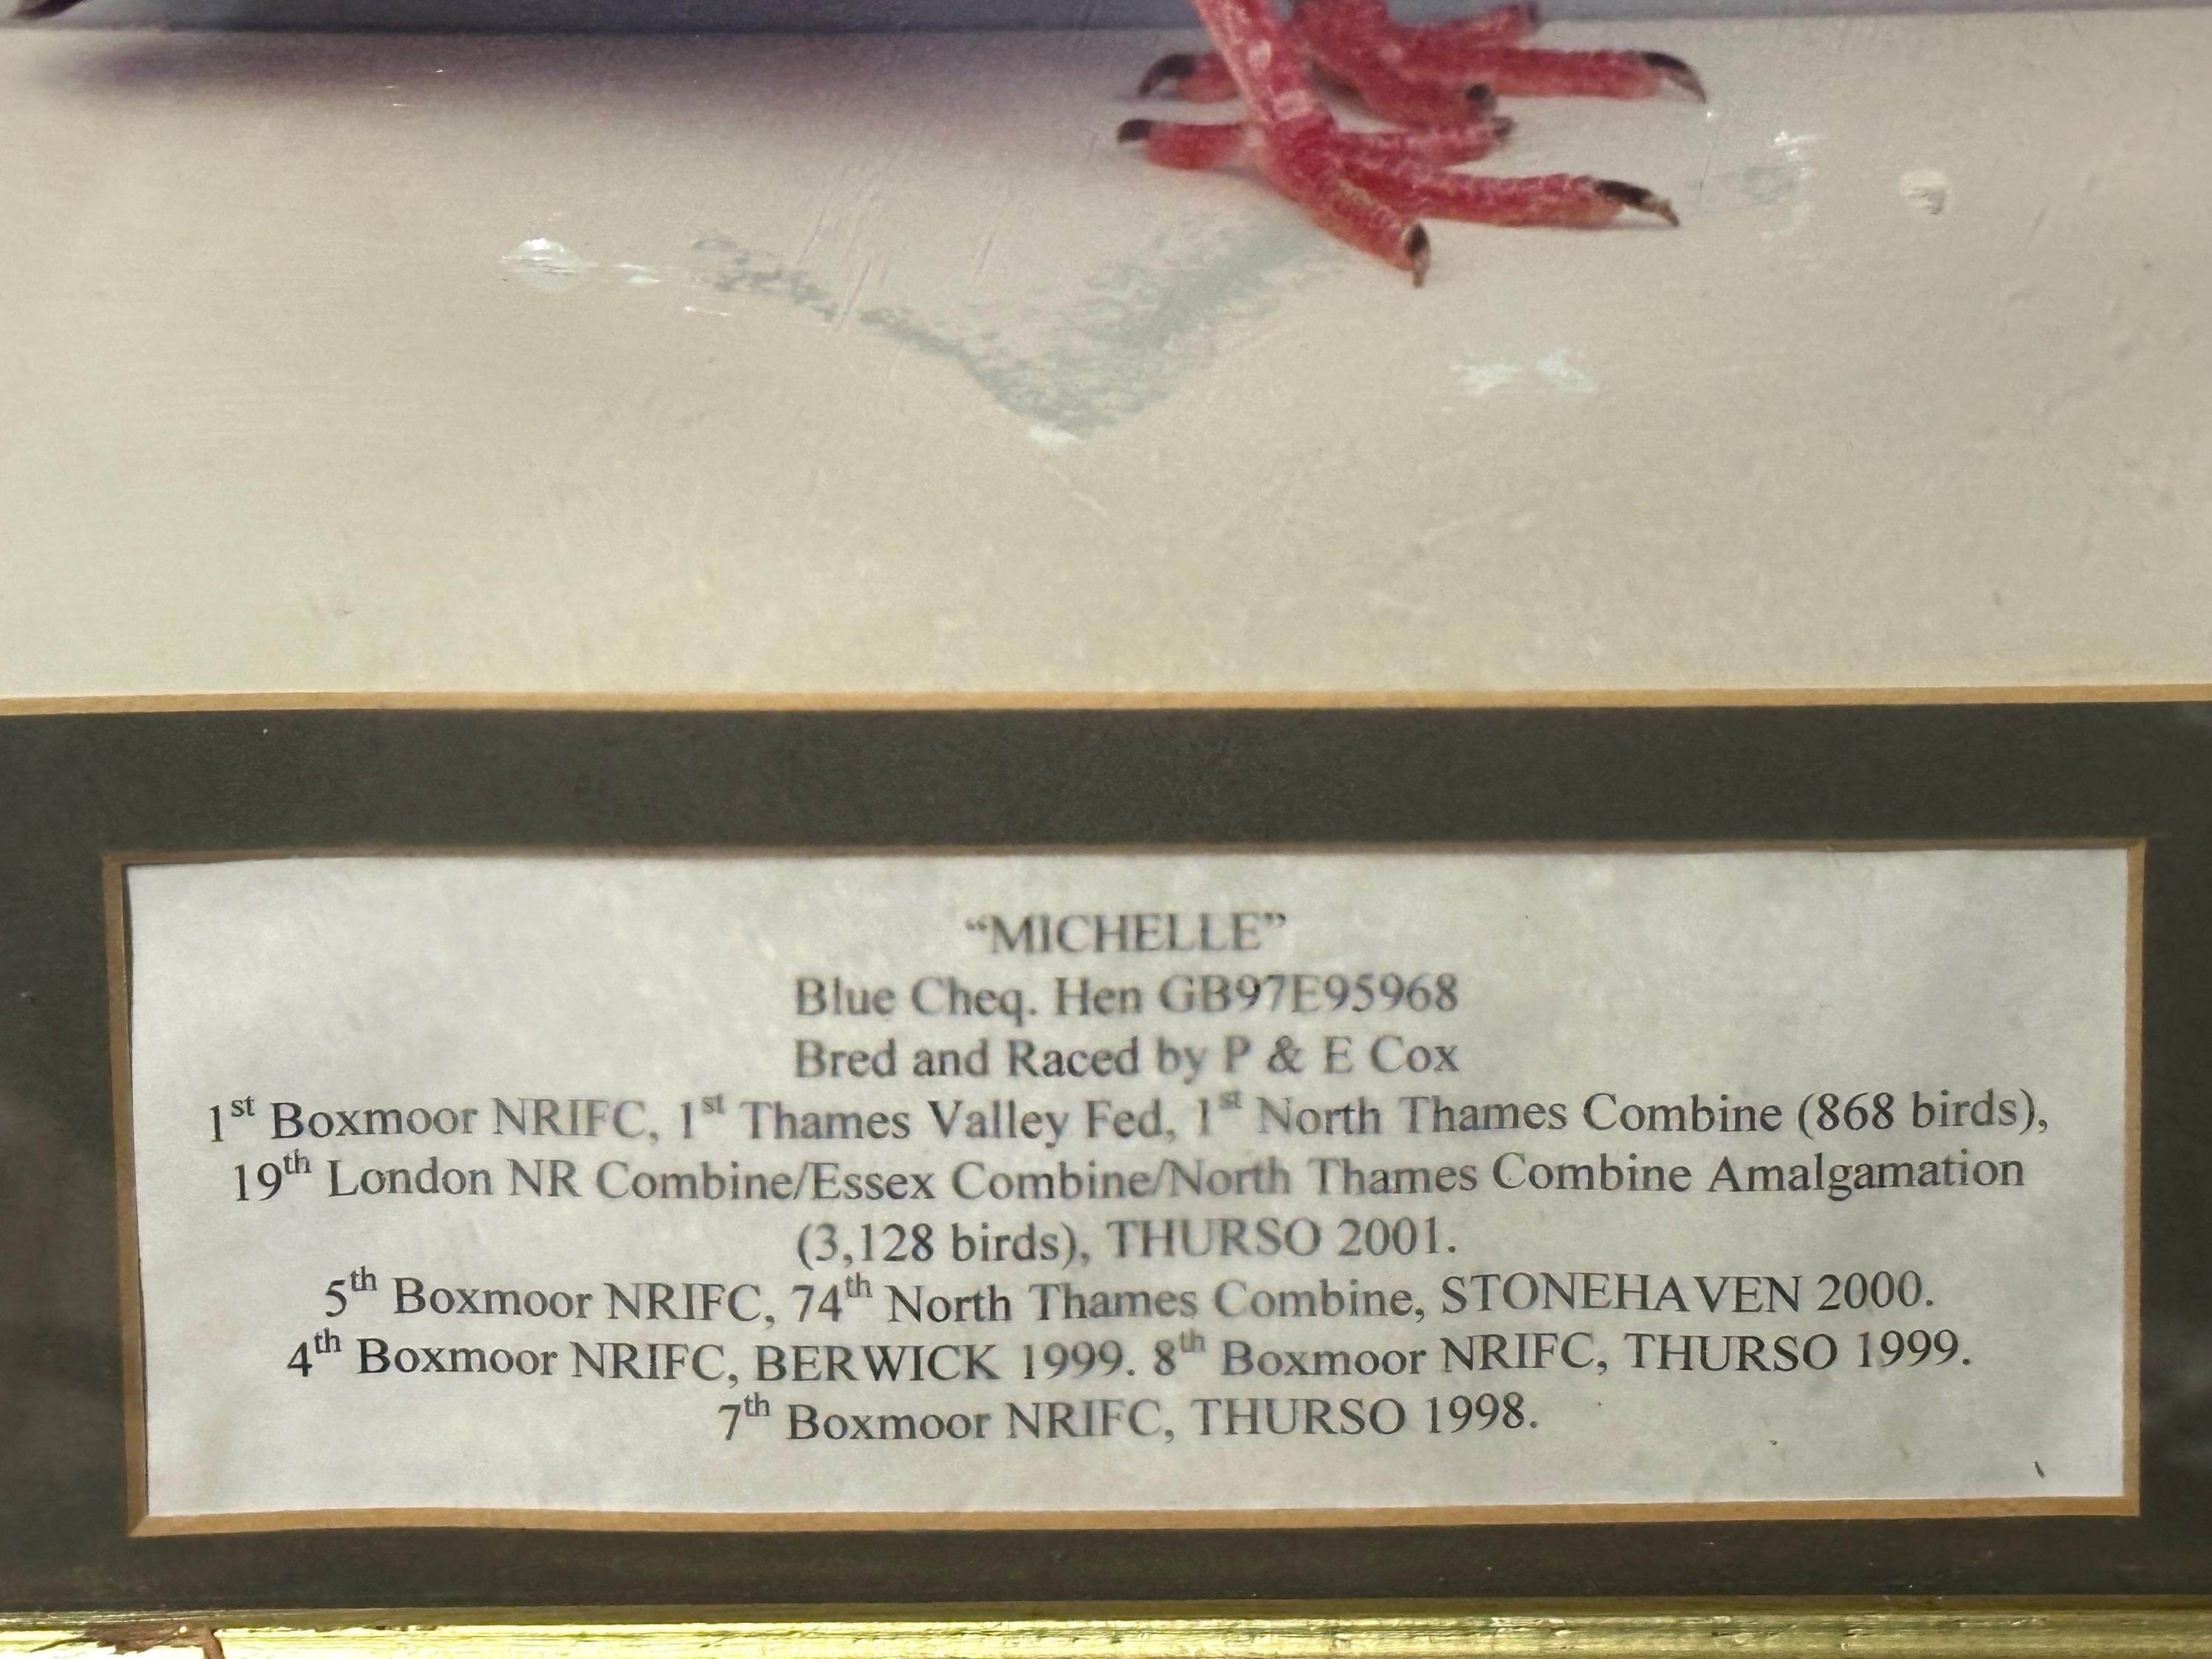 “MICHELLE”
Blue Cheq. Hen GB97E95968
Bred and Raced by P & E Cox
1st Boxmoor NRIFC, 1st Thames Valley Fed, 1st North Thames Combine (868 birds),
19th London NR Combine/Essex Combine/North Thames Combine Amalgamation
(3,128 birds), THURSO 2001.
5th Boxmoor NRIFC, 74th North Thames Combine, STONEHAVEN 2000.
4th Boxmoor NRIFC, BERWICK 1999. 8th Boxmoor NRIFC, THURSO 1999.
7th Boxmoor NRIFC, THURSO 1998.